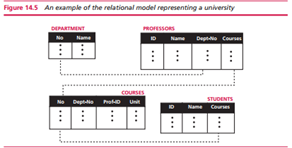 Figure 14.5 An example of the relational model representing a university
DEPARTMENT
No Name
PROFESSORS
ID Name Dept-No Courses
COURSES
No Dept-No Prof-ID Unit
STUDENTS
ID Name Courses